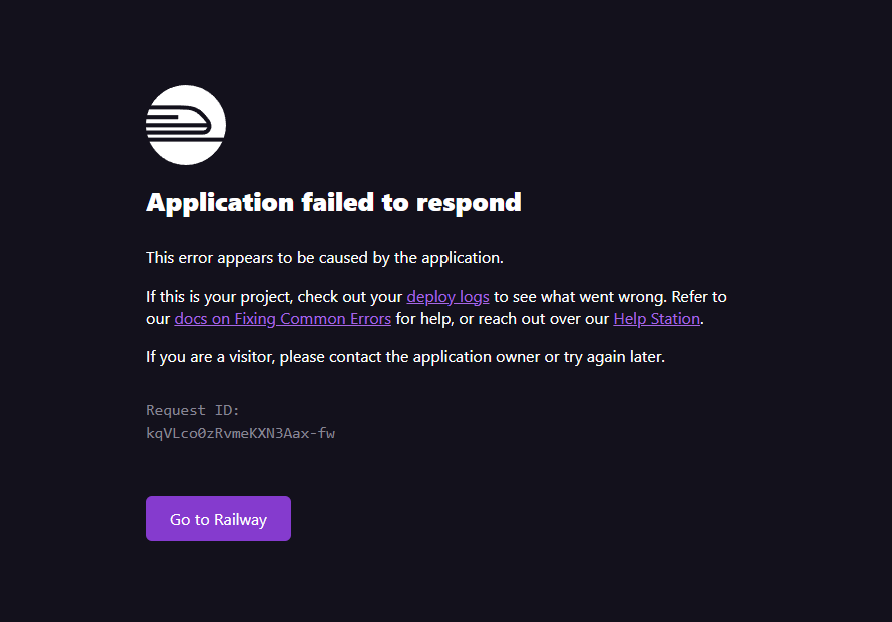 Application failed to respond
This error appears to be caused by the application.
If this is your project, check out your deploy logs to see what went wrong. Refer to
our docs on Fixing Common Errors for help, or reach out over our Help Station.
If you are a visitor, please contact the application owner or try again later.
Request ID:
kqVLco0zRvmeKXN3Aax-fw
Go to Railway